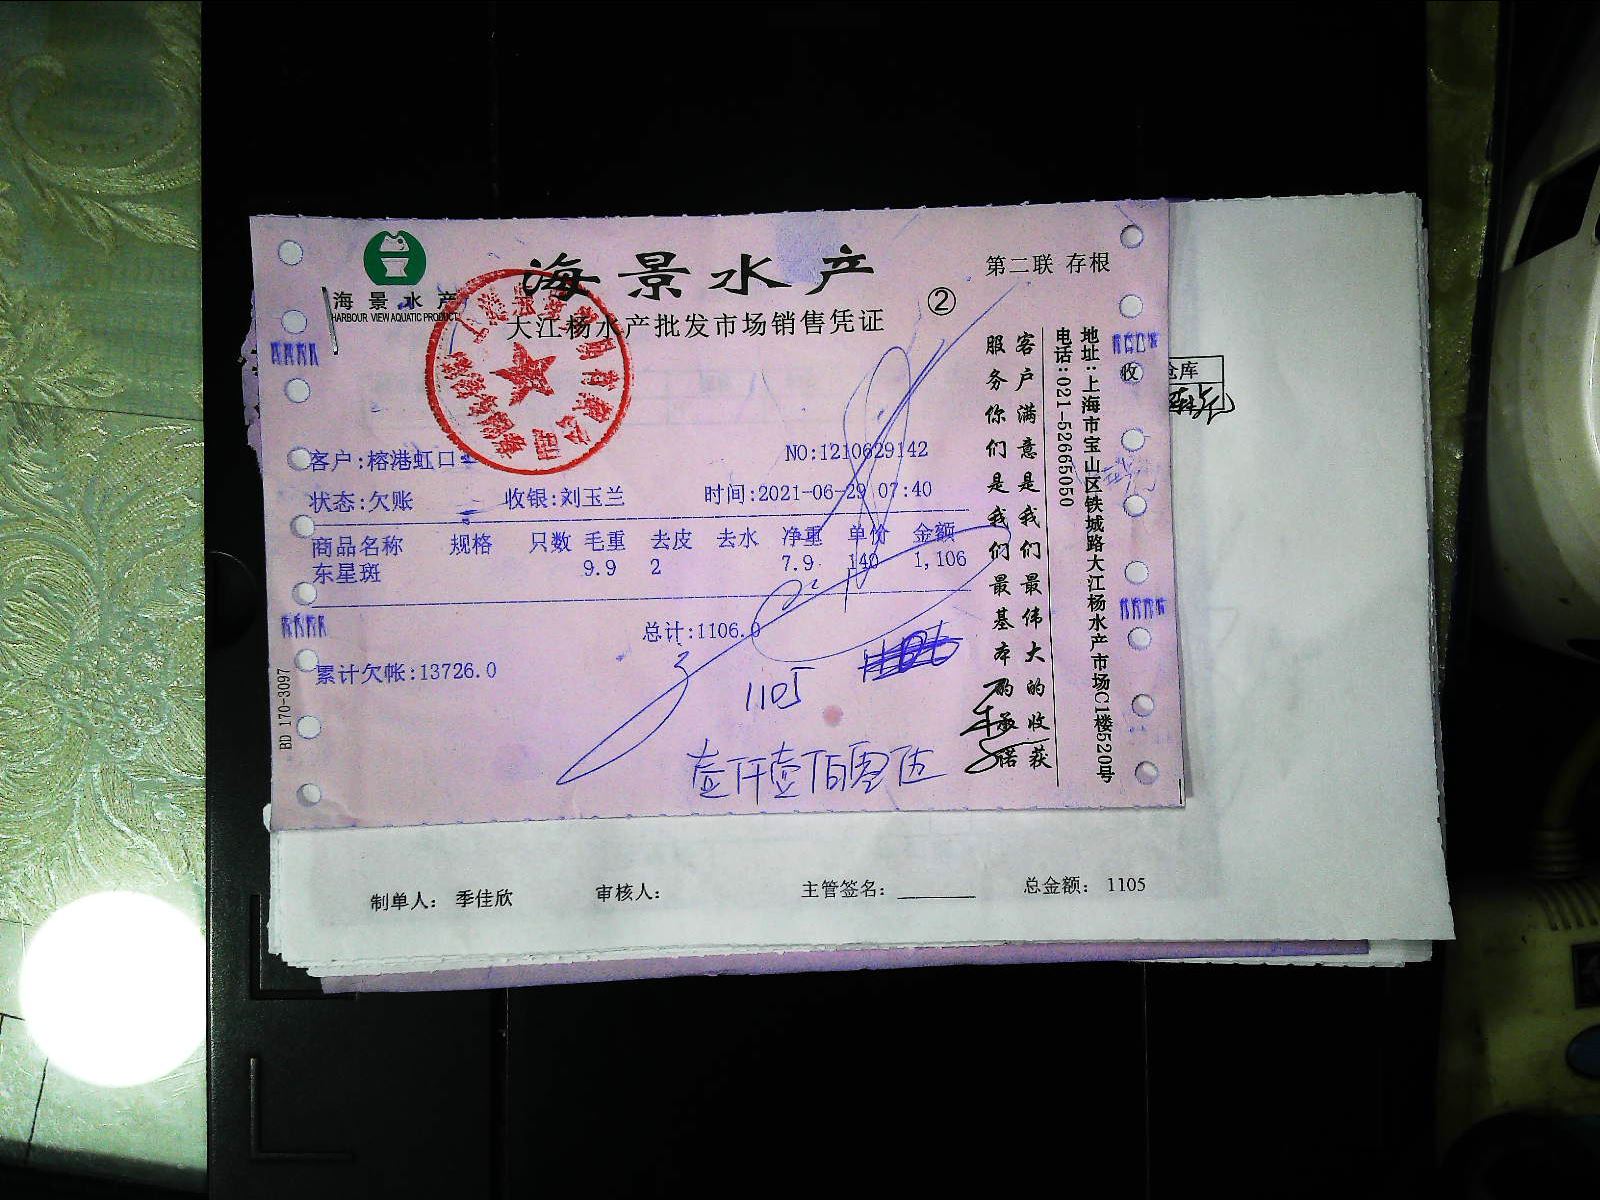 海景水产
HARBOUR VIEW AQUATIC PRODUCT
海景水产
大江杨水产批发市场销售凭证
②
第二联 存根
客户:榕港虹口
NO:1210629142
状态:欠账 收银:刘玉兰 时间:2021-06-29 07:40
商品名称 规格 只数 毛重 去皮 去水 净重 单价 金额
东星斑 9.9 2 7.9 140 1,106
总计:1106.0
累计欠帐:13726.0
1105
壹仟壹佰零伍
BD 170-3097
地址:上海市宝山区铁城路大江杨水产市场C1楼520号
电话:021-52665050
客户满意是我们最伟大的收获
服务你们是我们最基本的承诺
收
仓库
制单人: 季佳欣 审核人: 主管签名: 总金额: 1105